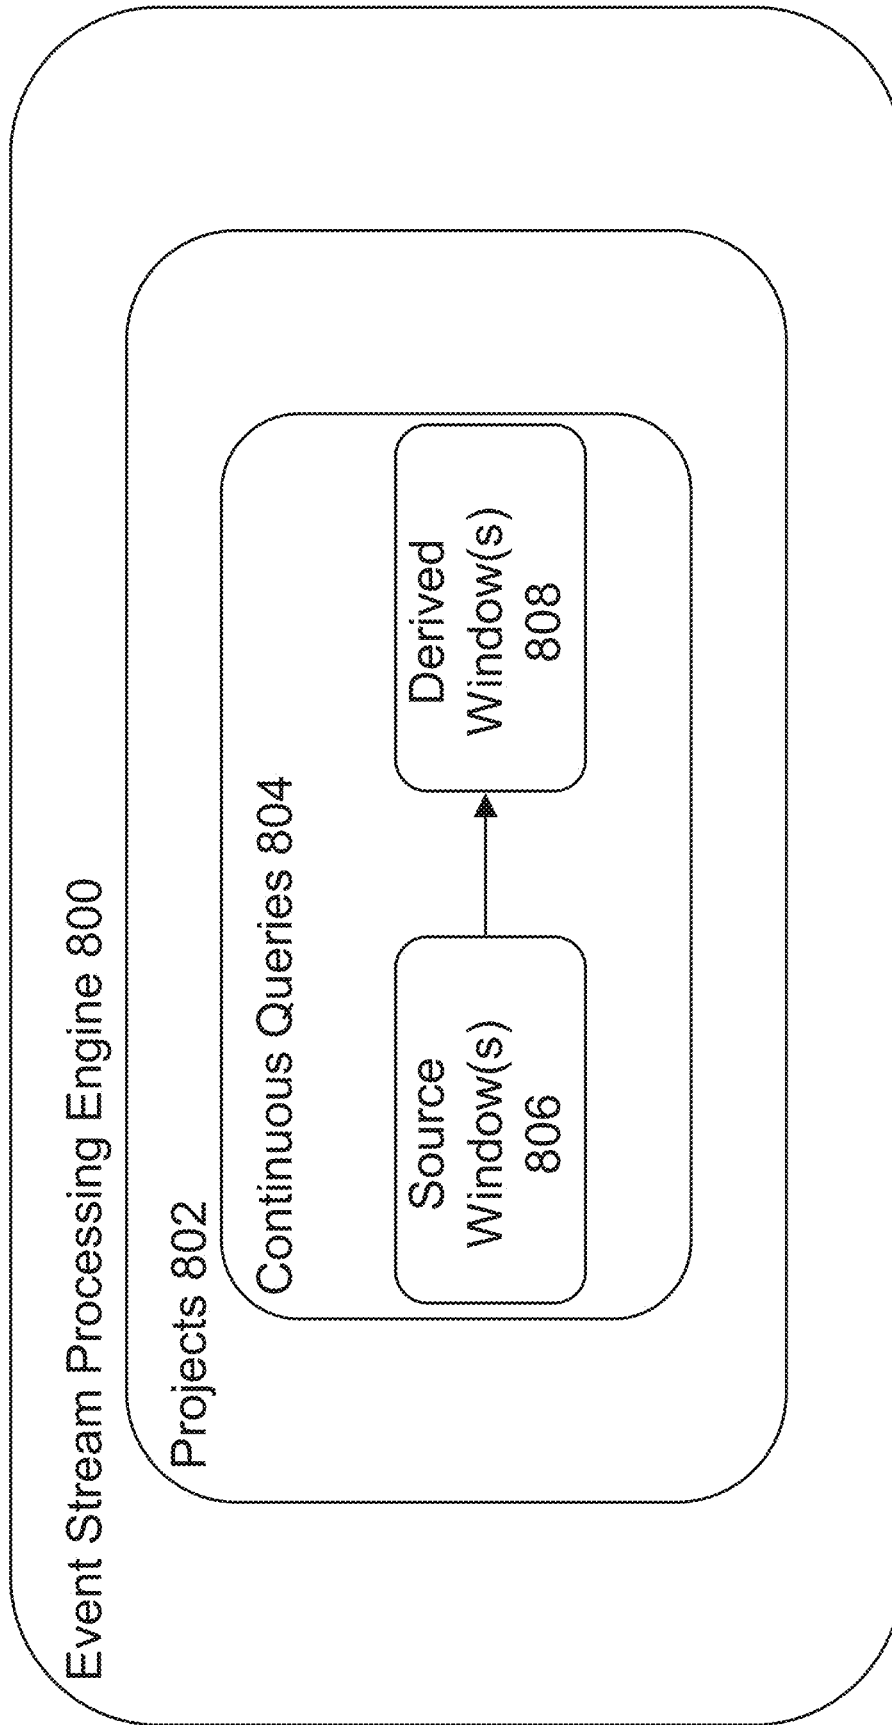 Event Stream Processing Engine 800
Projects 802
Continuous Queries 804
Source
Window(s)
806
Derived
Window(s)
808